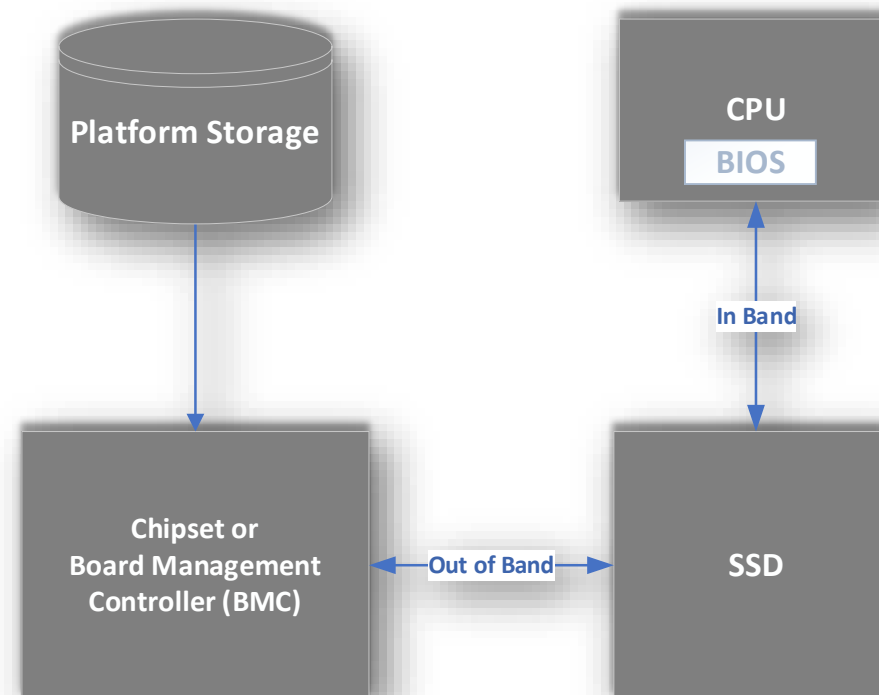 Platform Storage
CPU
BIOS
In Band
Chipset or
Board Management
Controller (BMC)
Out of Band
SSD